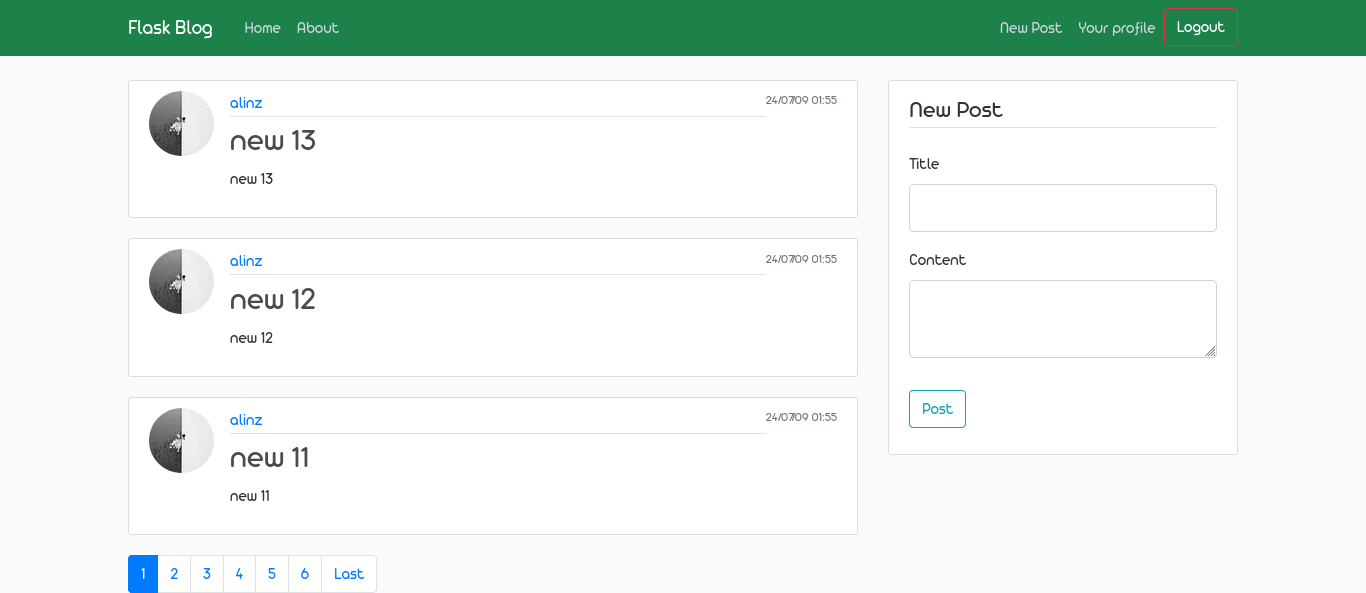 Flask Blog Home About New Post Your profile Logout
alinz 24/07/09 01:55
new 13
new 13
alinz 24/07/09 01:55
new 12
new 12
alinz 24/07/09 01:55
new 11
new 11
1 2 3 4 5 6 Last
New Post
Title
Content
Post